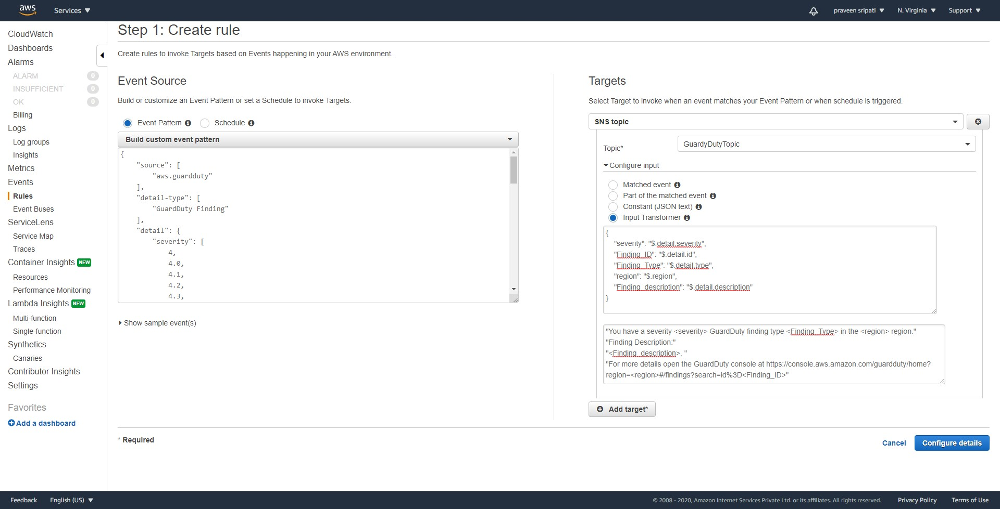 aws
Services
praveen sripati
N. Virginia
Support
CloudWatch
Dashboards
Alarms
ALARM 0
INSUFFICIENT 0
OK 0
Billing
Logs
Log groups
Insights
Metrics
Events
Rules
Event Buses
ServiceLens
Service Map
Traces
Container Insights NEW
Resources
Performance Monitoring
Lambda Insights NEW
Multi-function
Single-function
Synthetics
Canaries
Contributor Insights
Settings
Favorites
Add a dashboard
Step 1: Create rule
Create rules to invoke Targets based on Events happening in your AWS environment.
Event Source
Build or customize an Event Pattern or set a Schedule to invoke Targets.
Event Pattern Schedule
Build custom event pattern
{
"source": [
"aws.guardduty"
],
"detail-type": [
"GuardDuty Finding"
],
"detail": {
"severity": [
4,
4.0,
4.1,
4.2,
4.3,
Show sample event(s)
Targets
Select Target to invoke when an event matches your Event Pattern or when schedule is triggered.
SNS topic
Topic* GuardyDutyTopic
Configure input
Matched event
Part of the matched event
Constant (JSON text)
Input Transformer
{
"severity": "$.detail.severity",
"Finding_ID": "$.detail.id",
"Finding_Type": "$.detail.type",
"region": "$.region",
"Finding_description": "$.detail.description"
}
"You have a severity <severity> GuardDuty finding type <Finding_Type> in the <region> region."
"Finding Description:"
"<Finding_description>. "
"For more details open the GuardDuty console at https://console.aws.amazon.com/guardduty/home?
region=<region>#/findings?search=id%3D<Finding_ID>"
Add target*
* Required
Cancel
Configure details
Feedback
English (US)
© 2008 - 2020, Amazon Internet Services Private Ltd. or its affiliates. All rights reserved.
Privacy Policy
Terms of Use